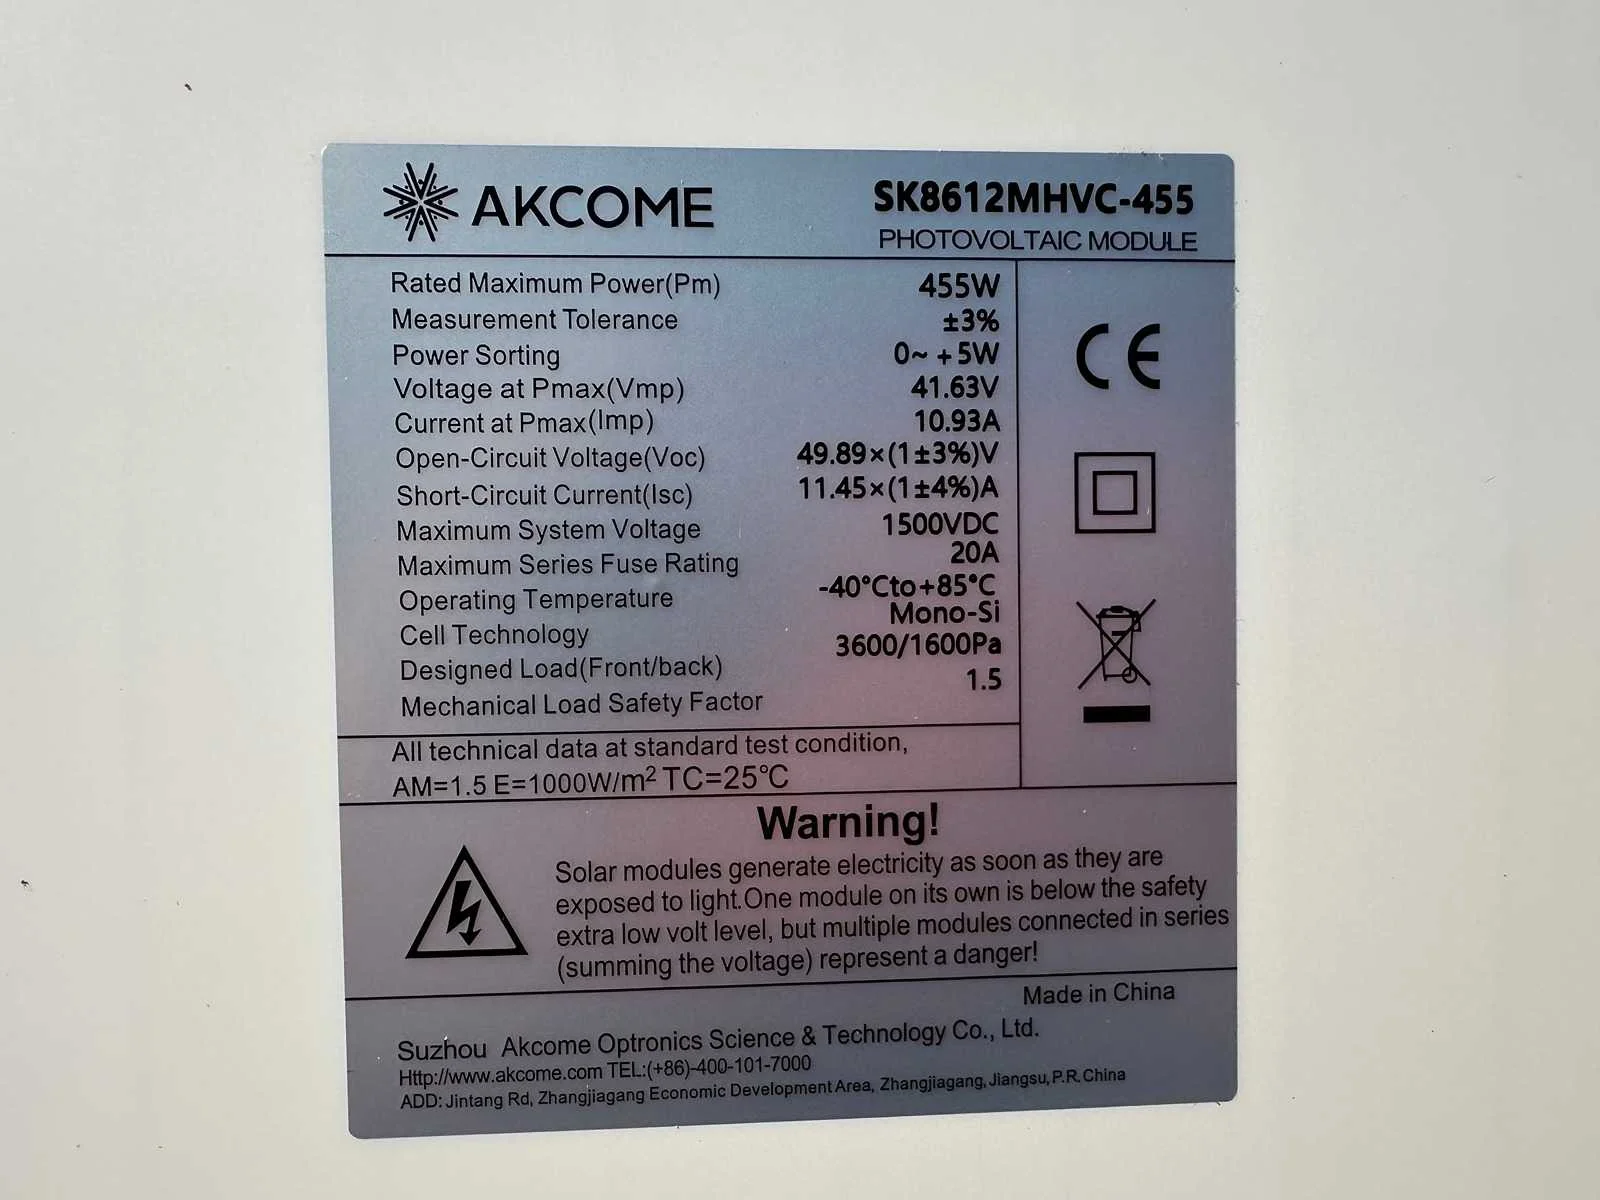 AKCOME
SK8612MHVC-455
PHOTOVOLTAIC MODULE
Rated Maximum Power(Pm) 455W
Measurement Tolerance ±3%
Power Sorting 0~ +5W
Voltage at Pmax(Vmp) 41.63V
Current at Pmax(Imp) 10.93A
Open-Circuit Voltage(Voc) 49.89×(1±3%)V
Short-Circuit Current(Isc) 11.45×(1±4%)A
Maximum System Voltage 1500VDC
Maximum Series Fuse Rating 20A
Operating Temperature -40°Cto+85°C
Cell Technology Mono-Si
Designed Load(Front/back) 3600/1600Pa
Mechanical Load Safety Factor 1.5
CE
All technical data at standard test condition,
AM=1.5 E=1000W/m² TC=25℃
Warning!
Solar modules generate electricity as soon as they are
exposed to light.One module on its own is below the safety
extra low volt level, but multiple modules connected in series
(summing the voltage) represent a danger!
Made in China
Suzhou Akcome Optronics Science & Technology Co., Ltd.
Http://www.akcome.com TEL:(+86)-400-101-7000
ADD: Jintang Rd, Zhangjiagang Economic Development Area, Zhangjiagang, Jiangsu, P.R. China